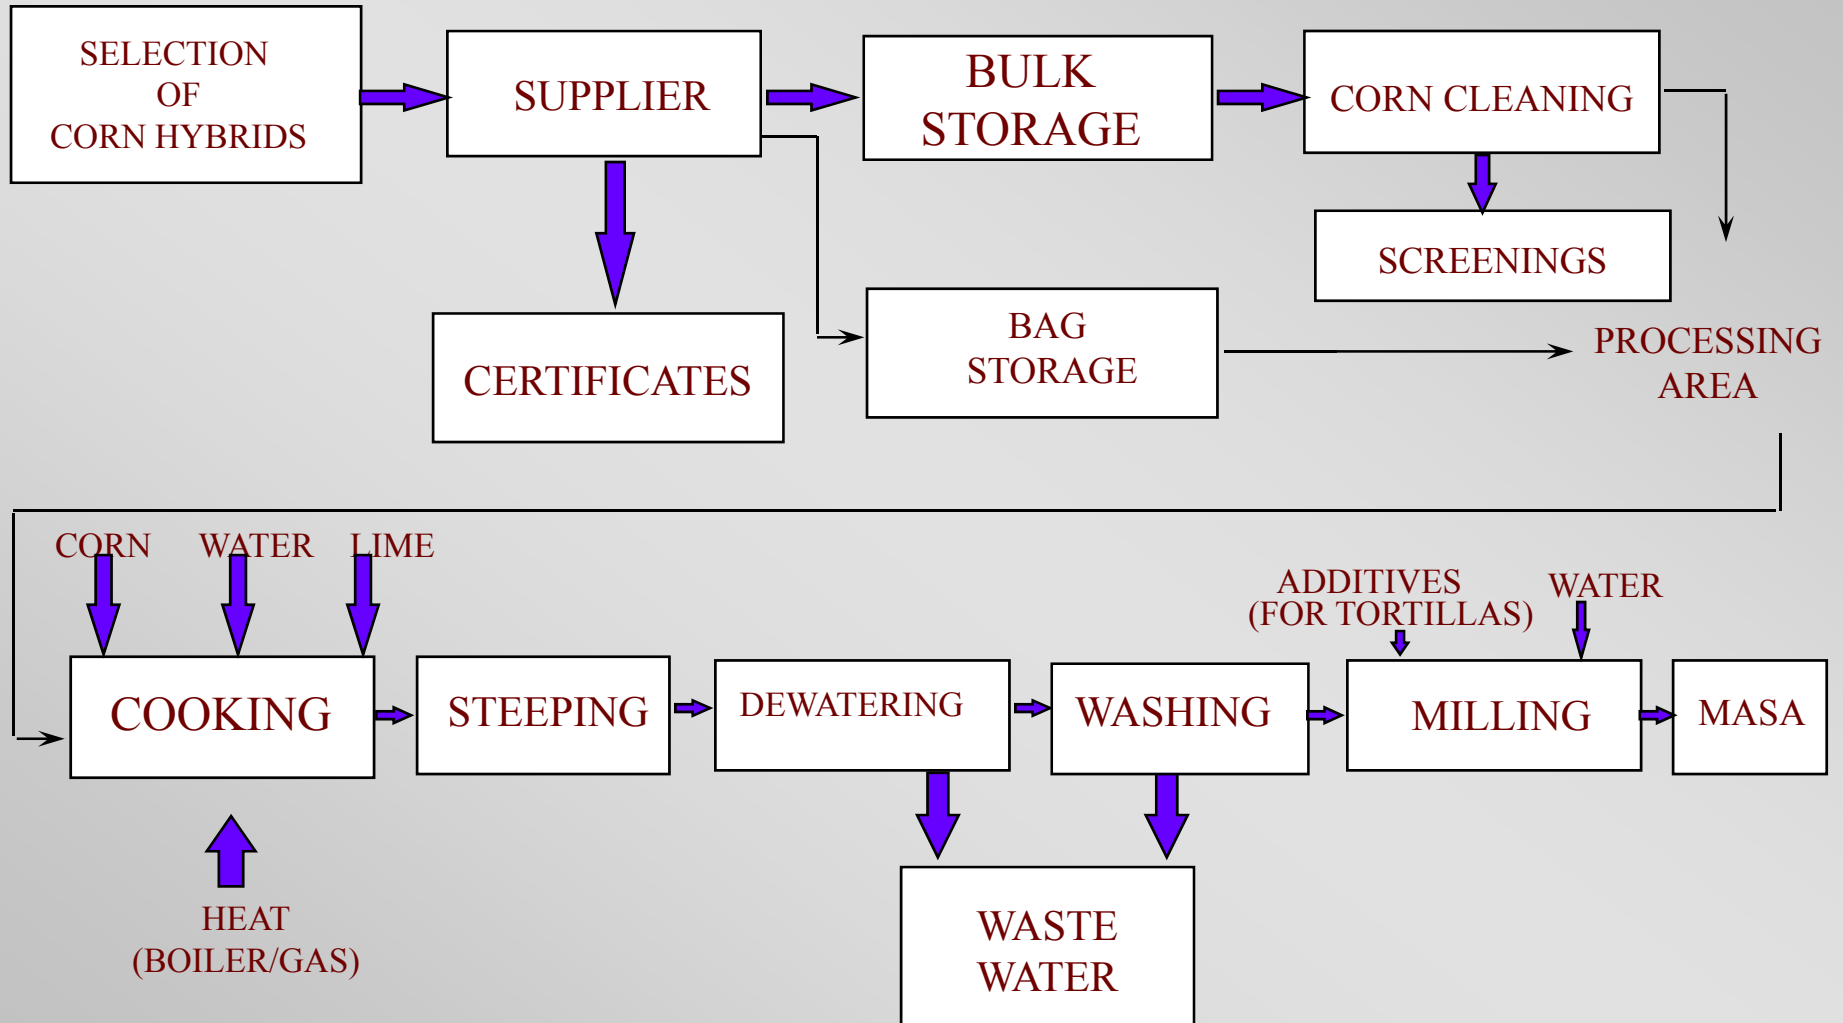 SELECTION
OF
CORN HYBRIDS
SUPPLIER
BULK
STORAGE
CORN CLEANING
SCREENINGS
CERTIFICATES
BAG
STORAGE
PROCESSING
AREA
CORN
WATER
LIME
ADDITIVES
(FOR TORTILLAS)
WATER
COOKING
STEEPING
DEWATERING
WASHING
MILLING
MASA
HEAT
(BOILER/GAS)
WASTE
WATER